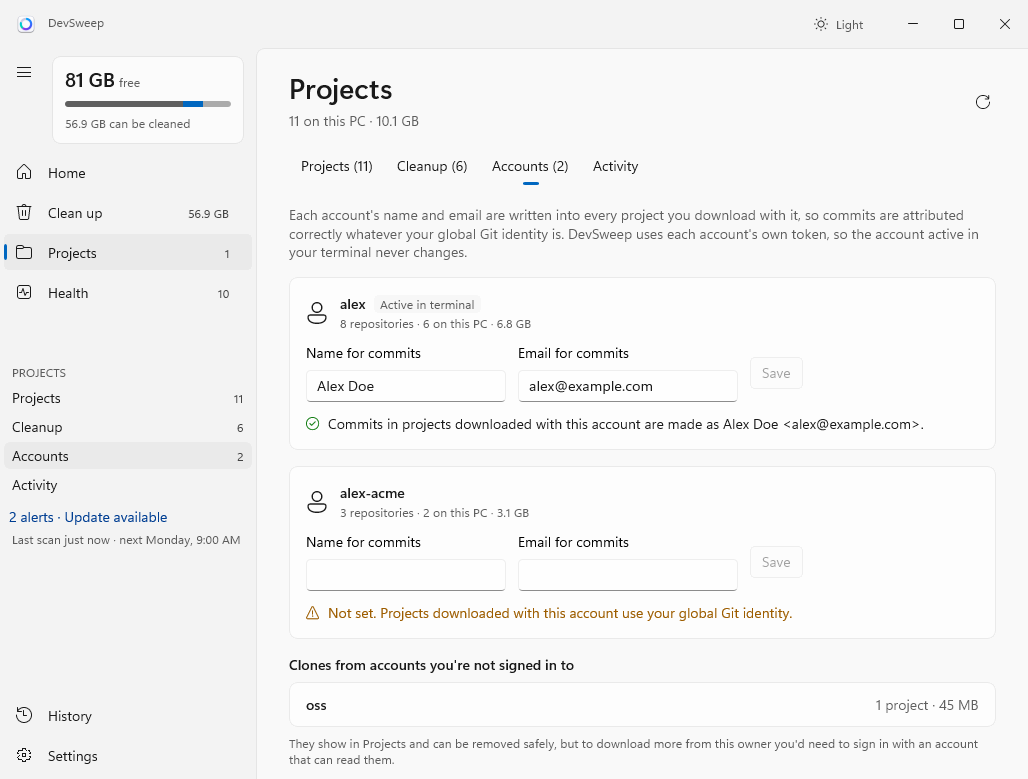 DevSweep
Light
81 GB free
56.9 GB can be cleaned
Home
Clean up 56.9 GB
Projects 1
Health 10
PROJECTS
Projects 11
Cleanup 6
Accounts 2
Activity
2 alerts · Update available
Last scan just now · next Monday, 9:00 AM
History
Settings
Projects
11 on this PC · 10.1 GB
Projects (11) Cleanup (6) Accounts (2) Activity
Each account's name and email are written into every project you download with it, so commits are attributed
correctly whatever your global Git identity is. DevSweep uses each account's own token, so the account active in
your terminal never changes.
alex Active in terminal
8 repositories · 6 on this PC · 6.8 GB
Name for commits Email for commits
Alex Doe alex@example.com Save
Commits in projects downloaded with this account are made as Alex Doe <alex@example.com>.
alex-acme
3 repositories · 2 on this PC · 3.1 GB
Name for commits Email for commits
Save
Not set. Projects downloaded with this account use your global Git identity.
Clones from accounts you're not signed in to
oss 1 project · 45 MB
They show in Projects and can be removed safely, but to download more from this owner you'd need to sign in with an account
that can read them.